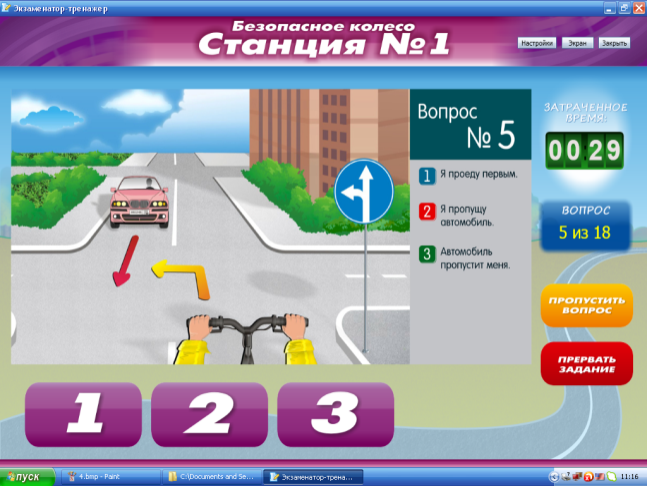 Экзаменатор-тренажер
Безопасное колесо
Станция №1
Настройки
Экран
Закрыть
Вопрос
№ 5
1 Я проеду первым.
2 Я пропущу
автомобиль.
3 Автомобиль
пропустит меня.
ЗАТРАЧЕННОЕ
ВРЕМЯ:
00:29
ВОПРОС
5 из 18
ПРОПУСТИТЬ
ВОПРОС
ПРЕРВАТЬ
ЗАДАНИЕ
1
2
3
пуск
4.bmp - Paint
C:\Documents and Se...
Экзаменатор-трена...
11:16